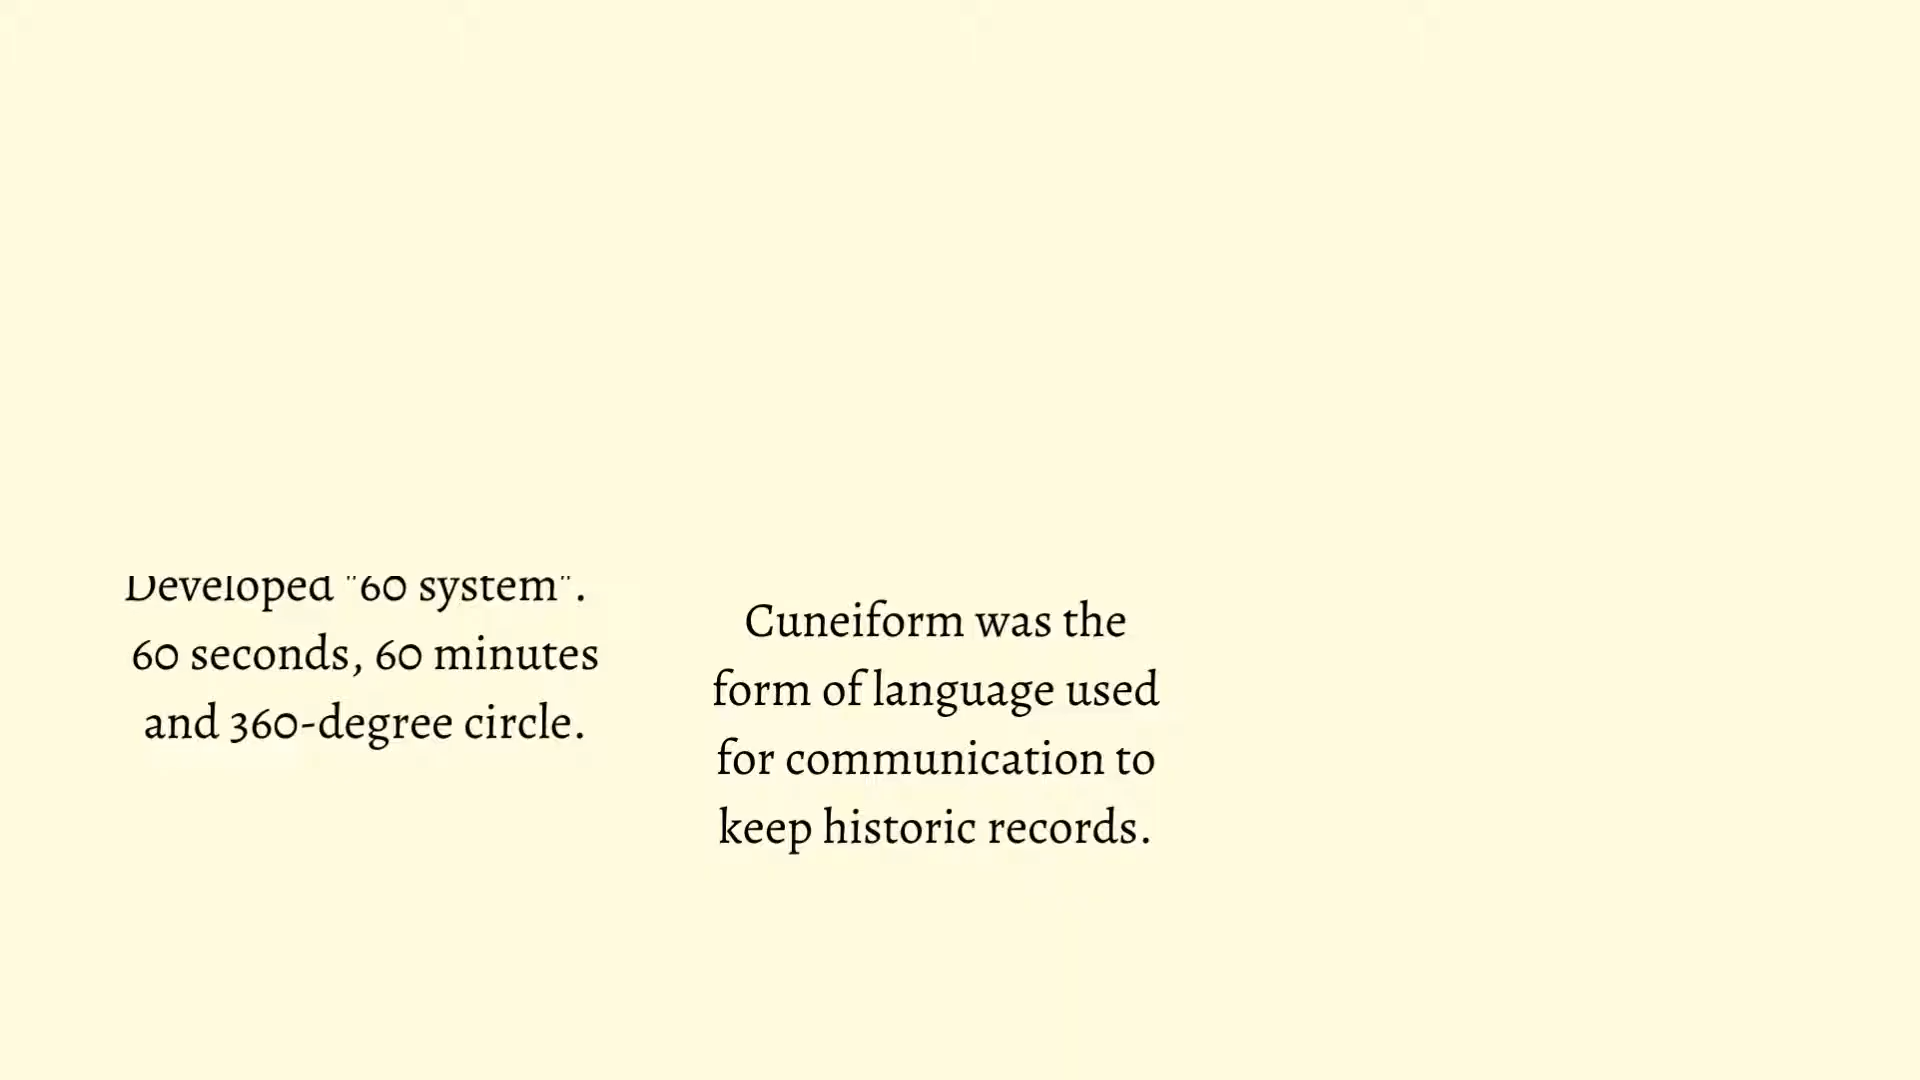 Developed "60 system".
60 seconds, 60 minutes
and 360-degree circle.
Cuneiform was the
form of language used
for communication to
keep historic records.